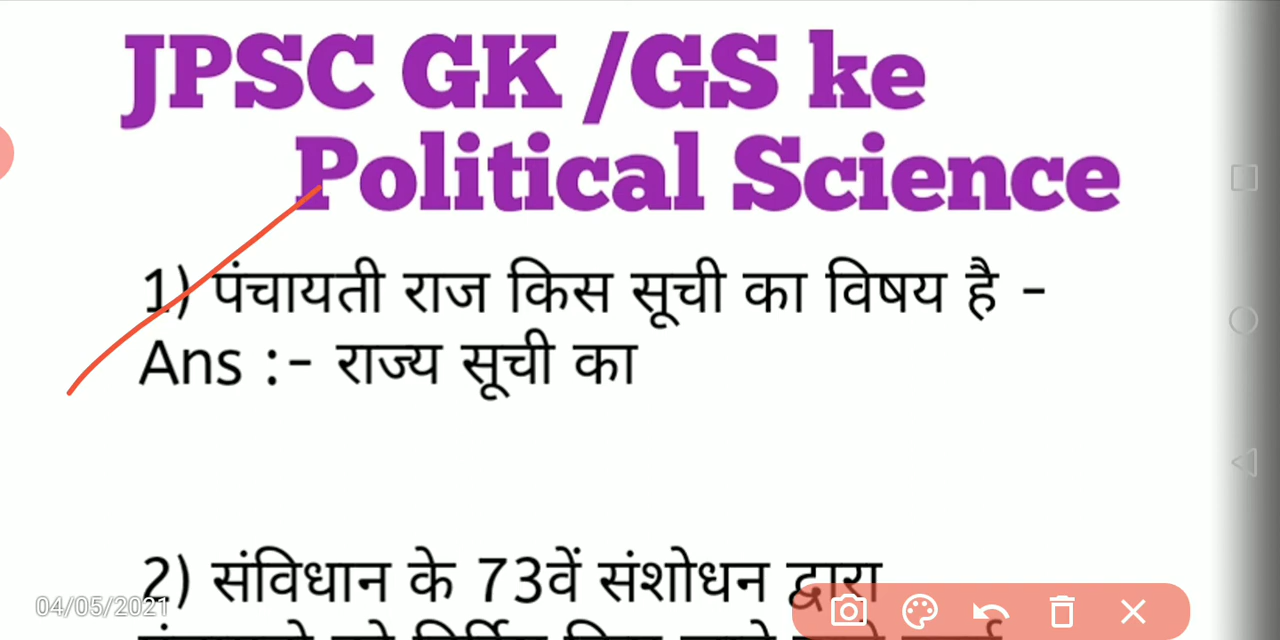 JPSC GK /GS ke
Political Science
1) पंचायती राज किस सूची का विषय है -
Ans :- राज्य सूची का
2) संविधान के 73वें संशोधन द्वारा
04/05/2021